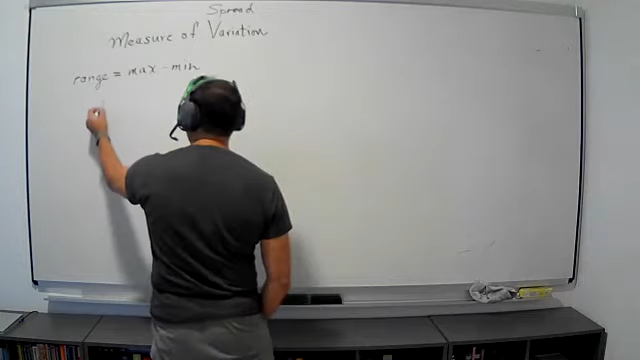 Spread
Measure of Variation
range = max - min